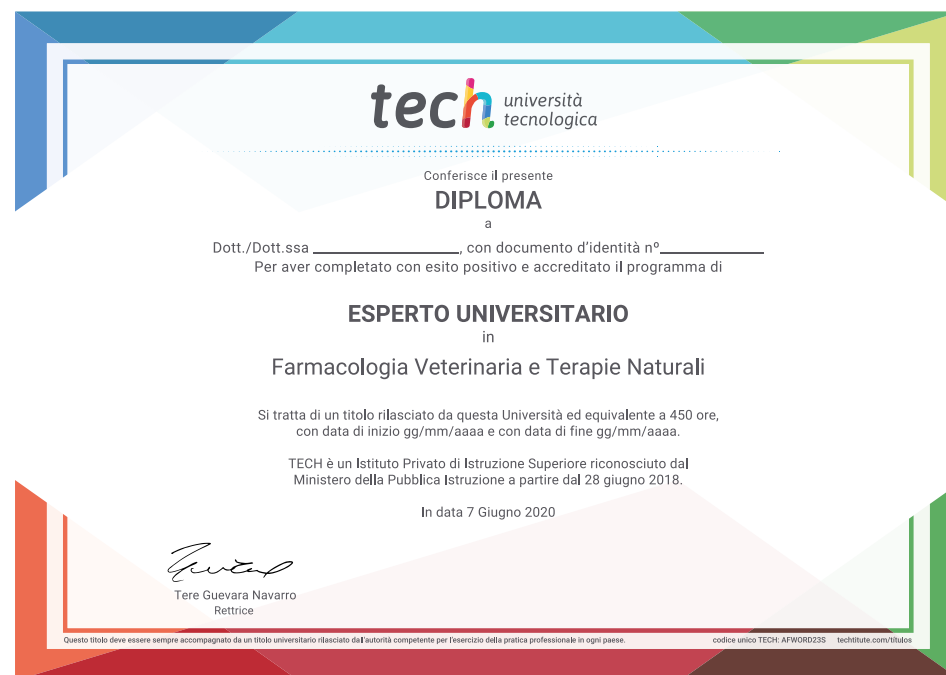 tech università
tecnologica
Conferisce il presente
DIPLOMA
a
Dott./Dott.ssa ____________________, con documento d'identità nº______________
Per aver completato con esito positivo e accreditato il programma di
ESPERTO UNIVERSITARIO
in
Farmacologia Veterinaria e Terapie Naturali
Si tratta di un titolo rilasciato da questa Università ed equivalente a 450 ore,
con data di inizio gg/mm/aaaa e con data di fine gg/mm/aaaa.
TECH è un Istituto Privato di Istruzione Superiore riconosciuto dal
Ministero della Pubblica Istruzione a partire dal 28 giugno 2018.
In data 7 Giugno 2020
Tere Guevara Navarro
Rettrice
Questo titolo deve essere sempre accompagnato da un titolo universitario rilasciato dall'autorità competente per l'esercizio della pratica professionale in ogni paese. codice unico TECH: AFWORD23S techtitute.com/títulos